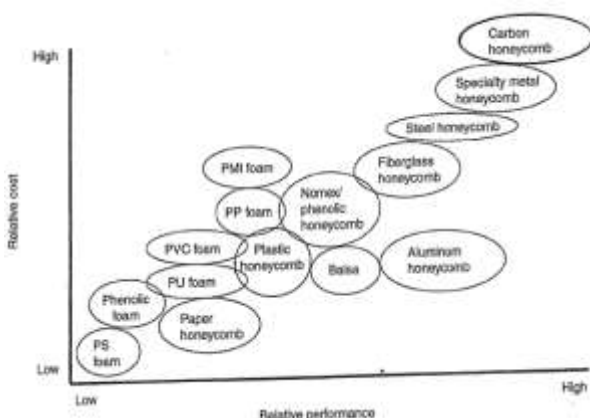 Carbon
honeycomb
High
Specialty metal
honeycomb
Steel honeycomb
PMI foam
Fiberglass
honeycomb
Nomex/
phenolic
honeycomb
PP foam
Relative cost
PVC foam
Plastic
honeycomb
Aluminum
honeycomb
Balsa
PU foam
Phenolic
foam
Paper
honeycomb
PS
foam
Low
Low
High
Relative performance